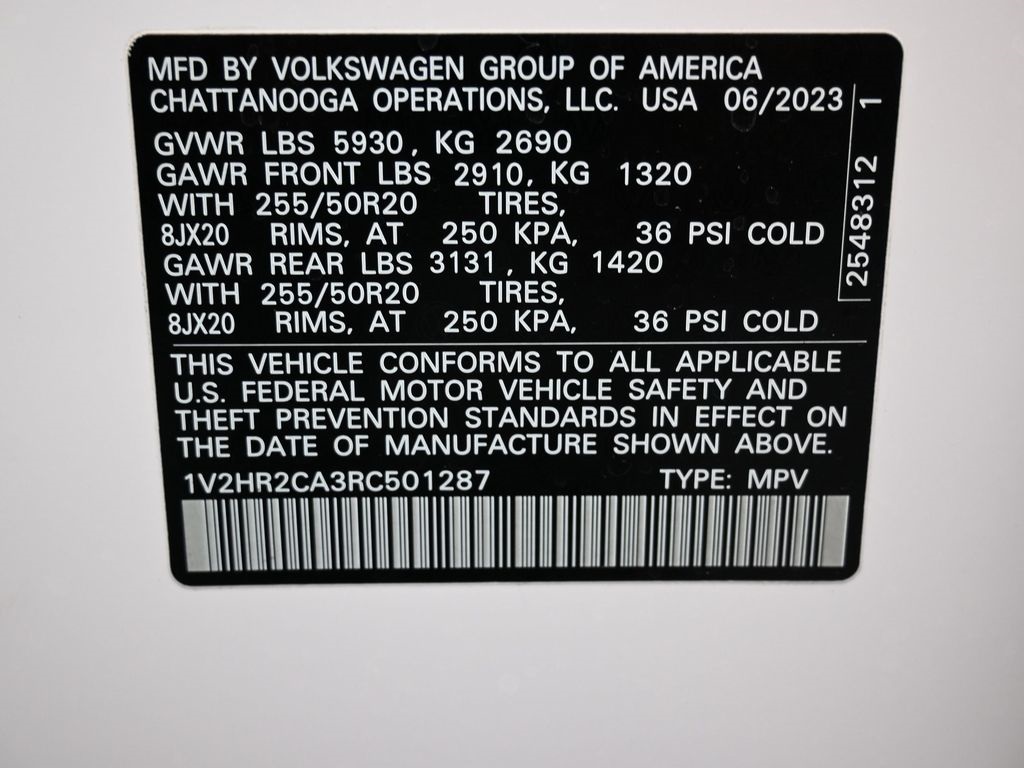 MFD BY VOLKSWAGEN GROUP OF AMERICA
CHATTANOOGA OPERATIONS, LLC. USA 06/2023
GVWR LBS 5930, KG 2690
GAWR FRONT LBS 2910, KG 1320
WITH 255/50R20 TIRES,
8JX20 RIMS, AT 250 KPA, 36 PSI COLD
GAWR REAR LBS 3131, KG 1420
WITH 255/50R20 TIRES,
8JX20 RIMS, AT 250 KPA, 36 PSI COLD
2548312 1
THIS VEHICLE CONFORMS TO ALL APPLICABLE
U.S. FEDERAL MOTOR VEHICLE SAFETY AND
THEFT PREVENTION STANDARDS IN EFFECT ON
THE DATE OF MANUFACTURE SHOWN ABOVE.
1V2HR2CA3RC501287 TYPE: MPV